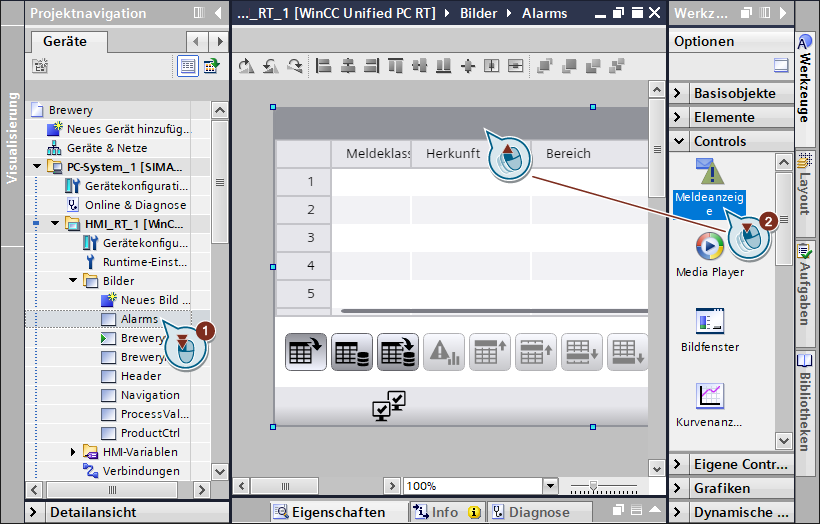 Projektnavigation
Geräte
Visualisierung
Brewery
Neues Gerät hinzufüg...
Geräte & Netze
PC-System_1 [SIMA...
Gerätekonfigurati...
Online & Diagnose
HMI_RT_1 [WinC...
Gerätekonfigu...
Runtime-Einst...
Bilder
Neues Bild ...
Alarms
1
Brewery
Brewery
Header
Navigation
ProcessVal...
ProductCtrl
HMI-Variablen
Verbindungen
Detailansicht
..._RT_1 [WinCC Unified PC RT]
Bilder
Alarms
Meldeklass
Herkunft
Bereich
1
2
3
4
5
100%
Eigenschaften
Info
Diagnose
Werkz...
Optionen
Basisobjekte
Elemente
Controls
Meldeanzeig
e
2
Media Player
Bildfenster
Kurvenanz...
Eigene Contr...
Grafiken
Dynamische ...
Werkzeuge
Layout
Aufgaben
Bibliotheken